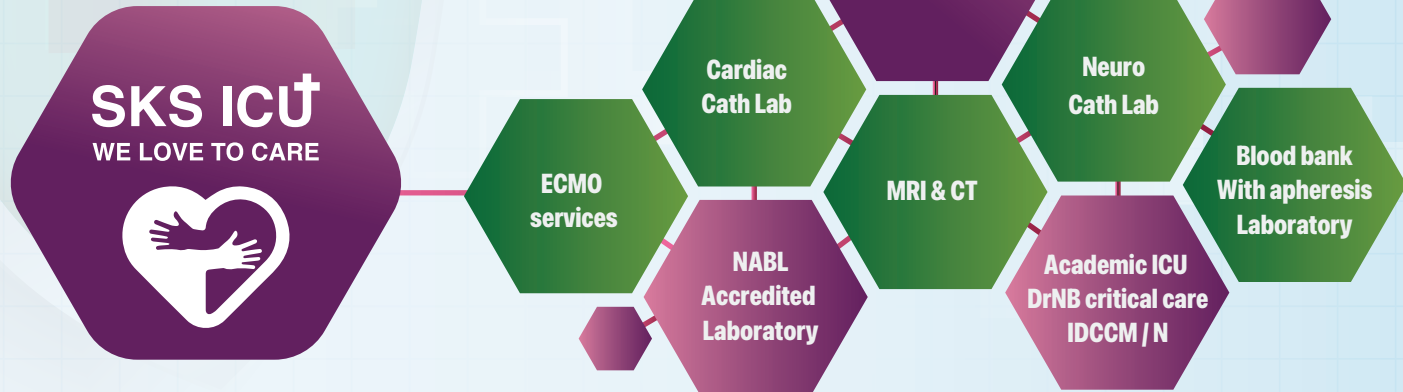 SKS ICU
WE LOVE TO CARE
ECMO
services
Cardiac
Cath Lab
NABL
Accredited
Laboratory
MRI & CT
Neuro
Cath Lab
Academic ICU
DrNB critical care
IDCCM / N
Blood bank
With apheresis
Laboratory